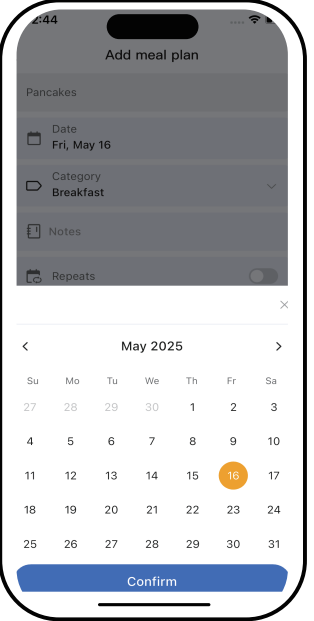 2:44
Add meal plan
Pancakes
Date
Fri, May 16
Category
Breakfast
Notes
Repeats
May 2025
Su Mo Tu We Th Fr Sa
27 28 29 30 1 2 3
4 5 6 7 8 9 10
11 12 13 14 15 16 17
18 19 20 21 22 23 24
25 26 27 28 29 30 31
Confirm